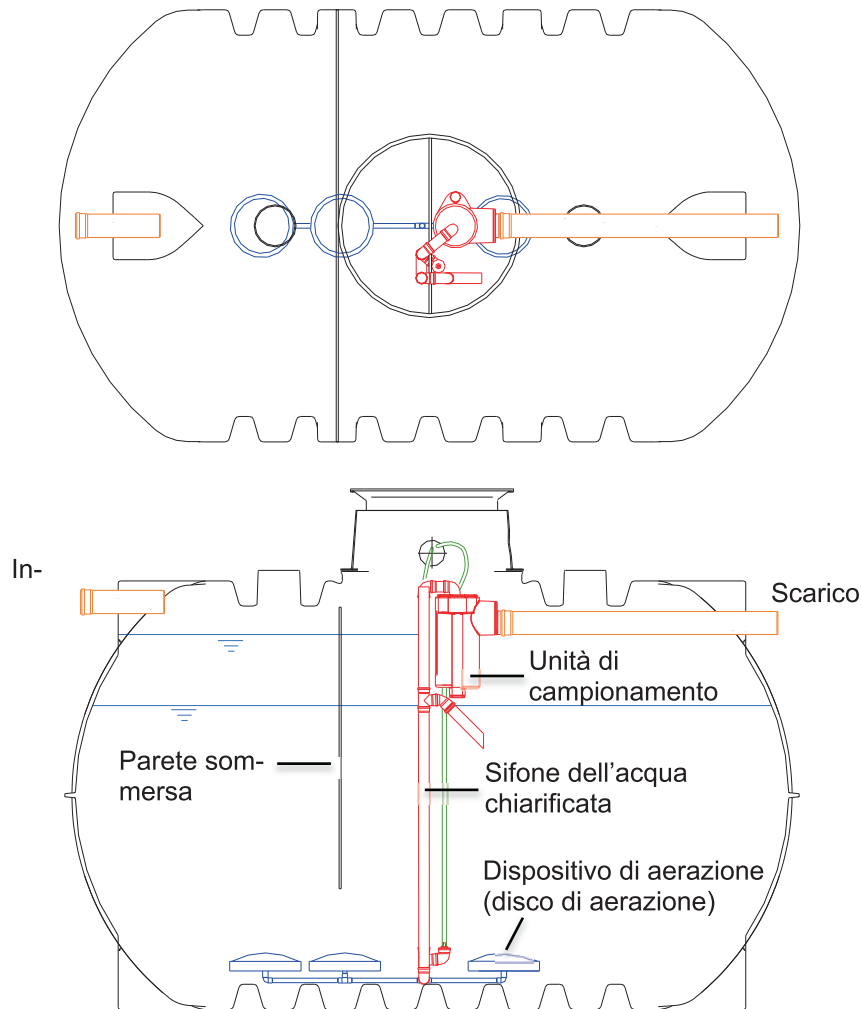 In-
Scarico
Unità di
campionamento
Parete som-
mersa
Sifone dell'acqua
chiarificata
Dispositivo di aerazione
(disco di aerazione)